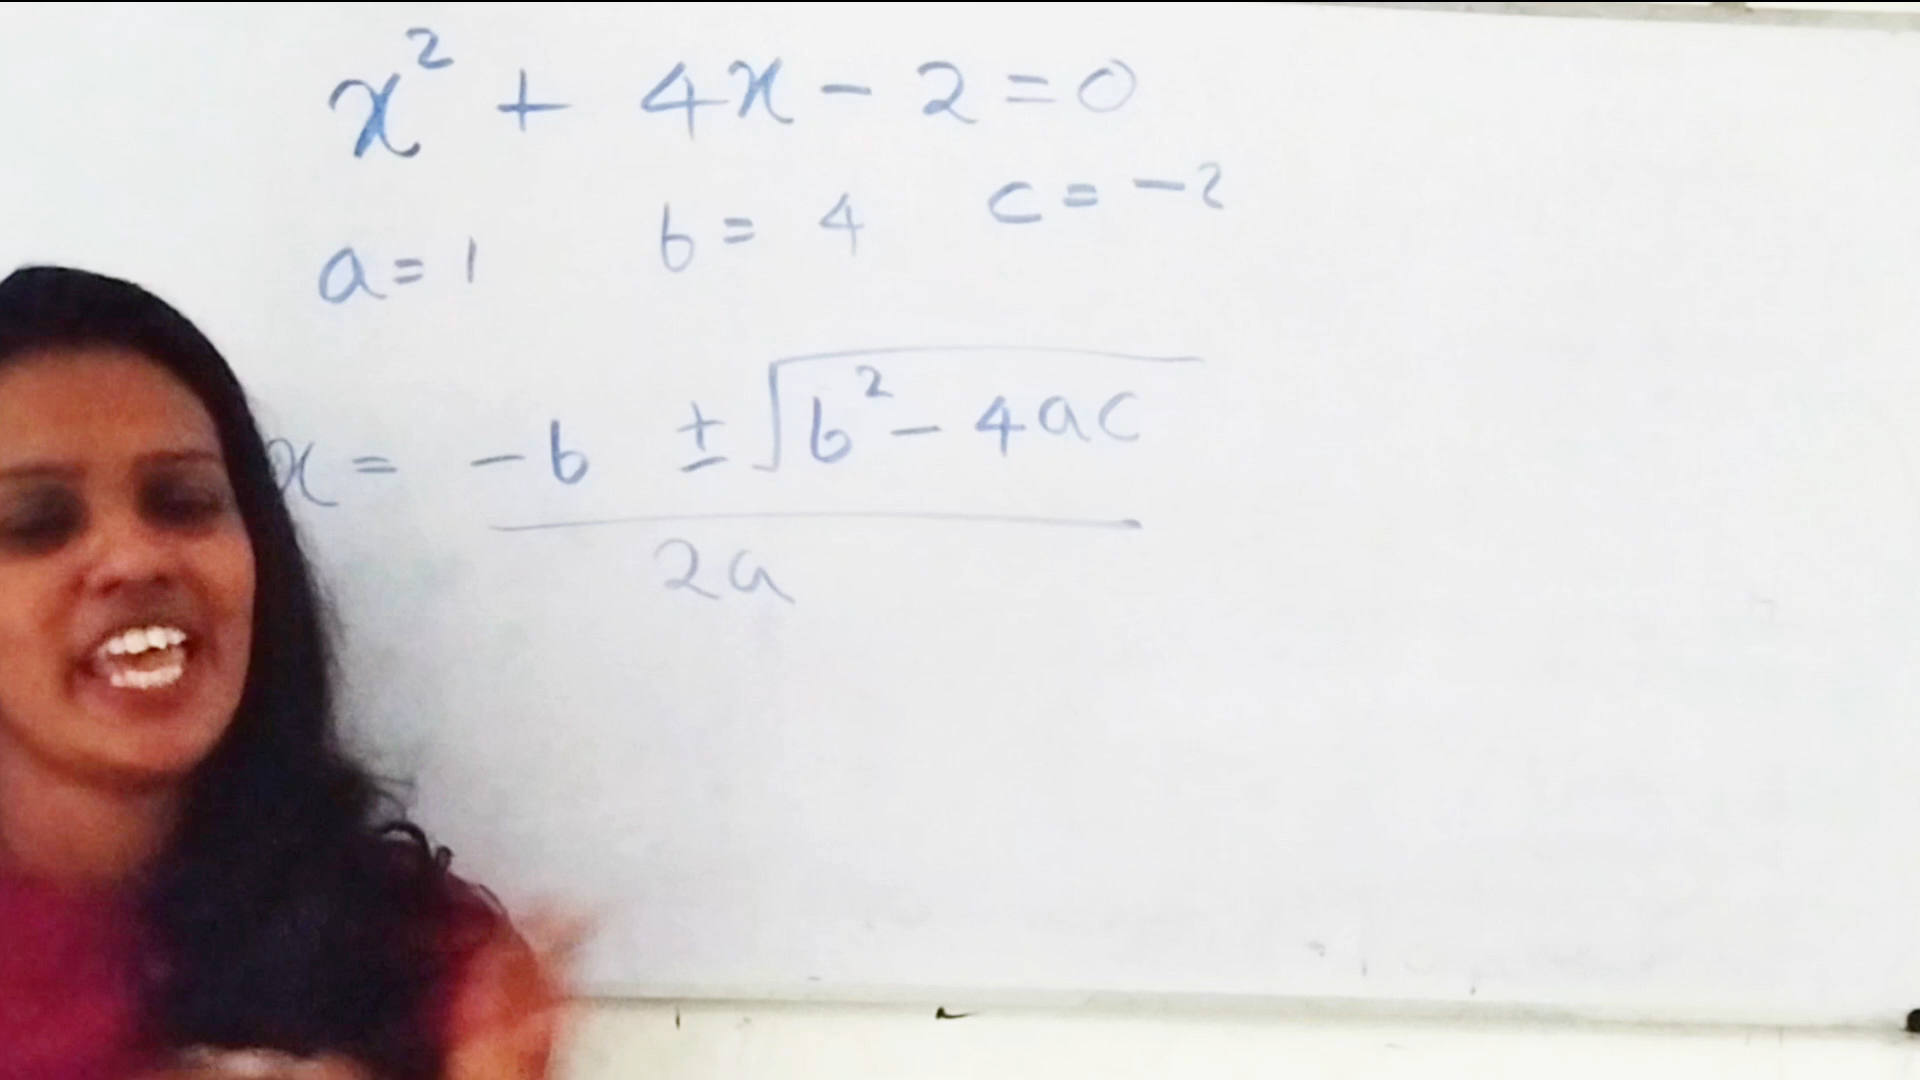 x² + 4x - 2 = 0
a = 1 b = 4 c = -2
x = -b ± √b² - 4ac
2a